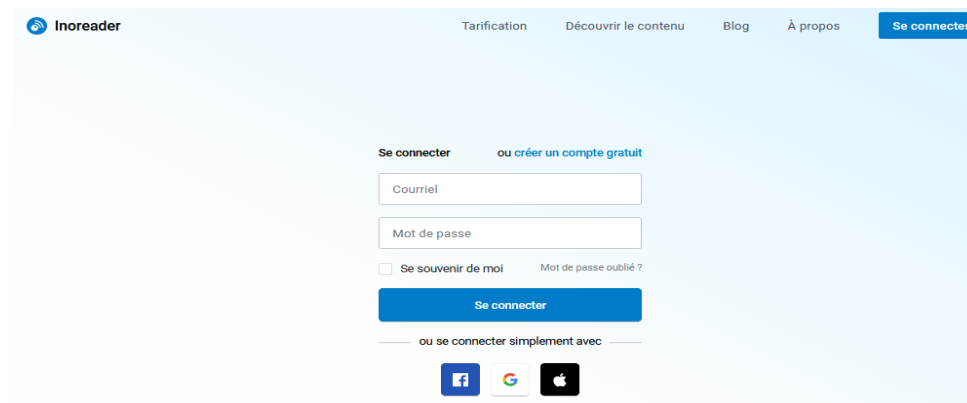 Inoreader Tarification Découvrir le contenu Blog À propos Se connecter
Se connecter ou créer un compte gratuit
Courriel
Mot de passe
Se souvenir de moi Mot de passe oublié ?
Se connecter
ou se connecter simplement avec